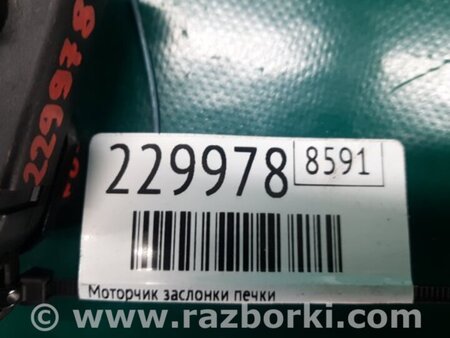 229978
229978 8591
Моторчик заслонки печки
www.razborki.com